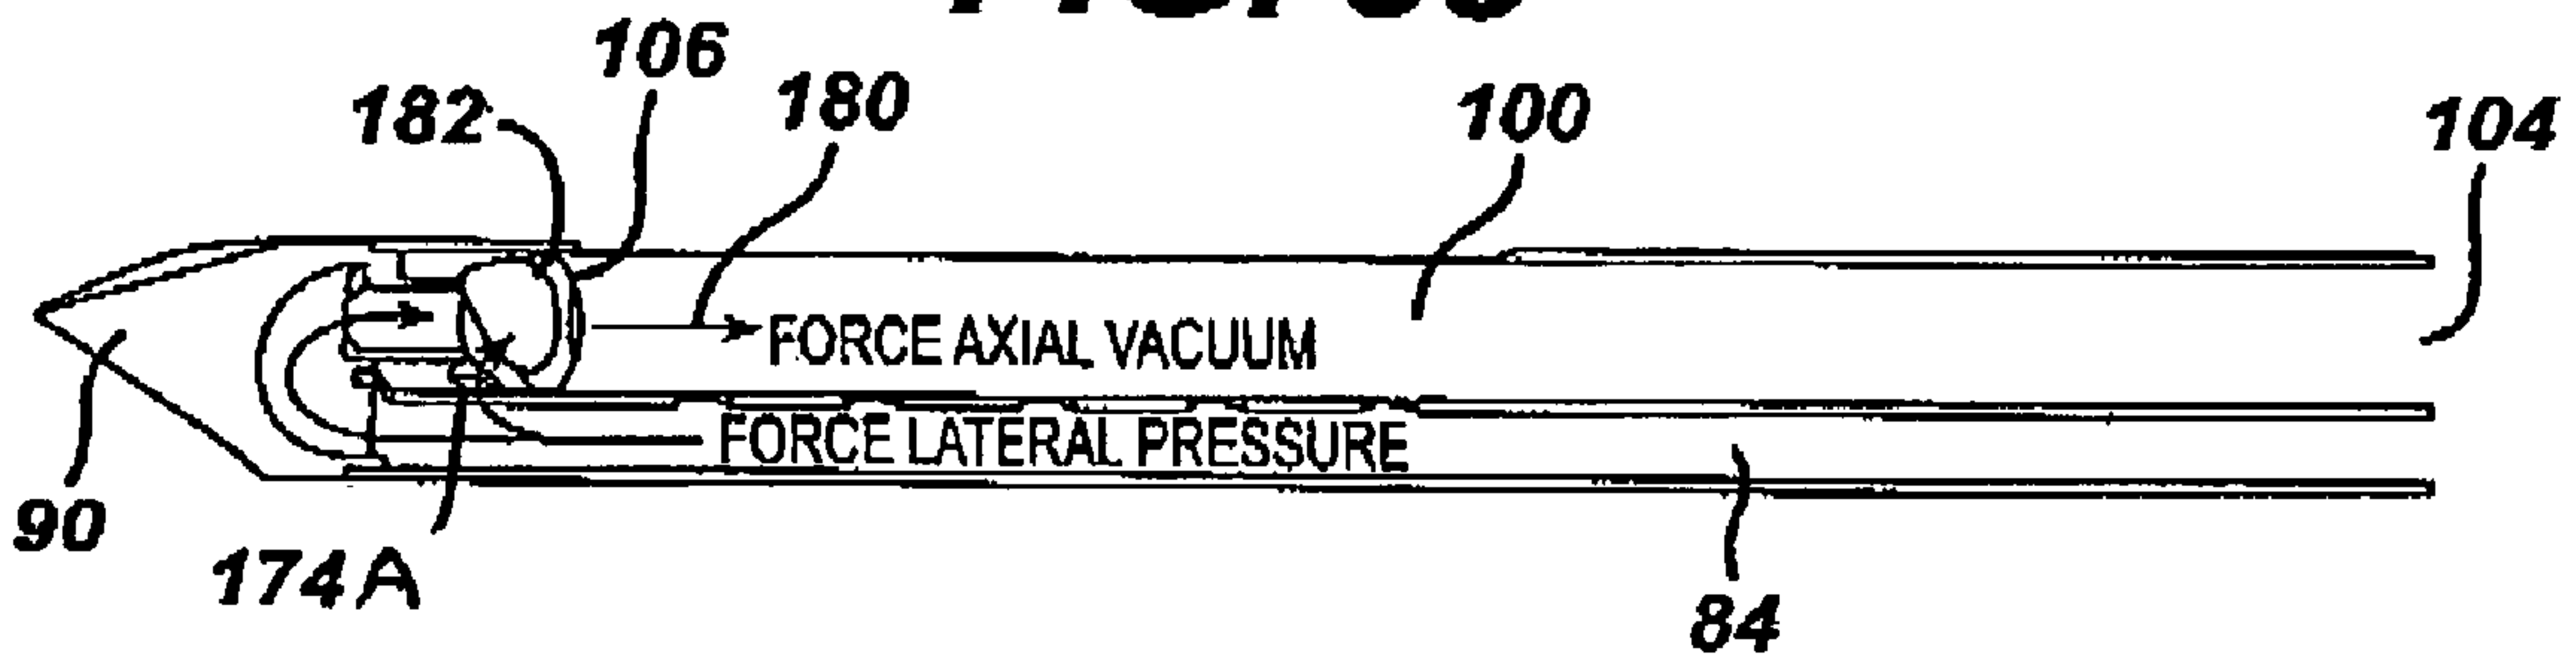 106
182
180
100
104
FORCE AXIAL VACUUM
FORCE LATERAL PRESSURE
90
174A
84